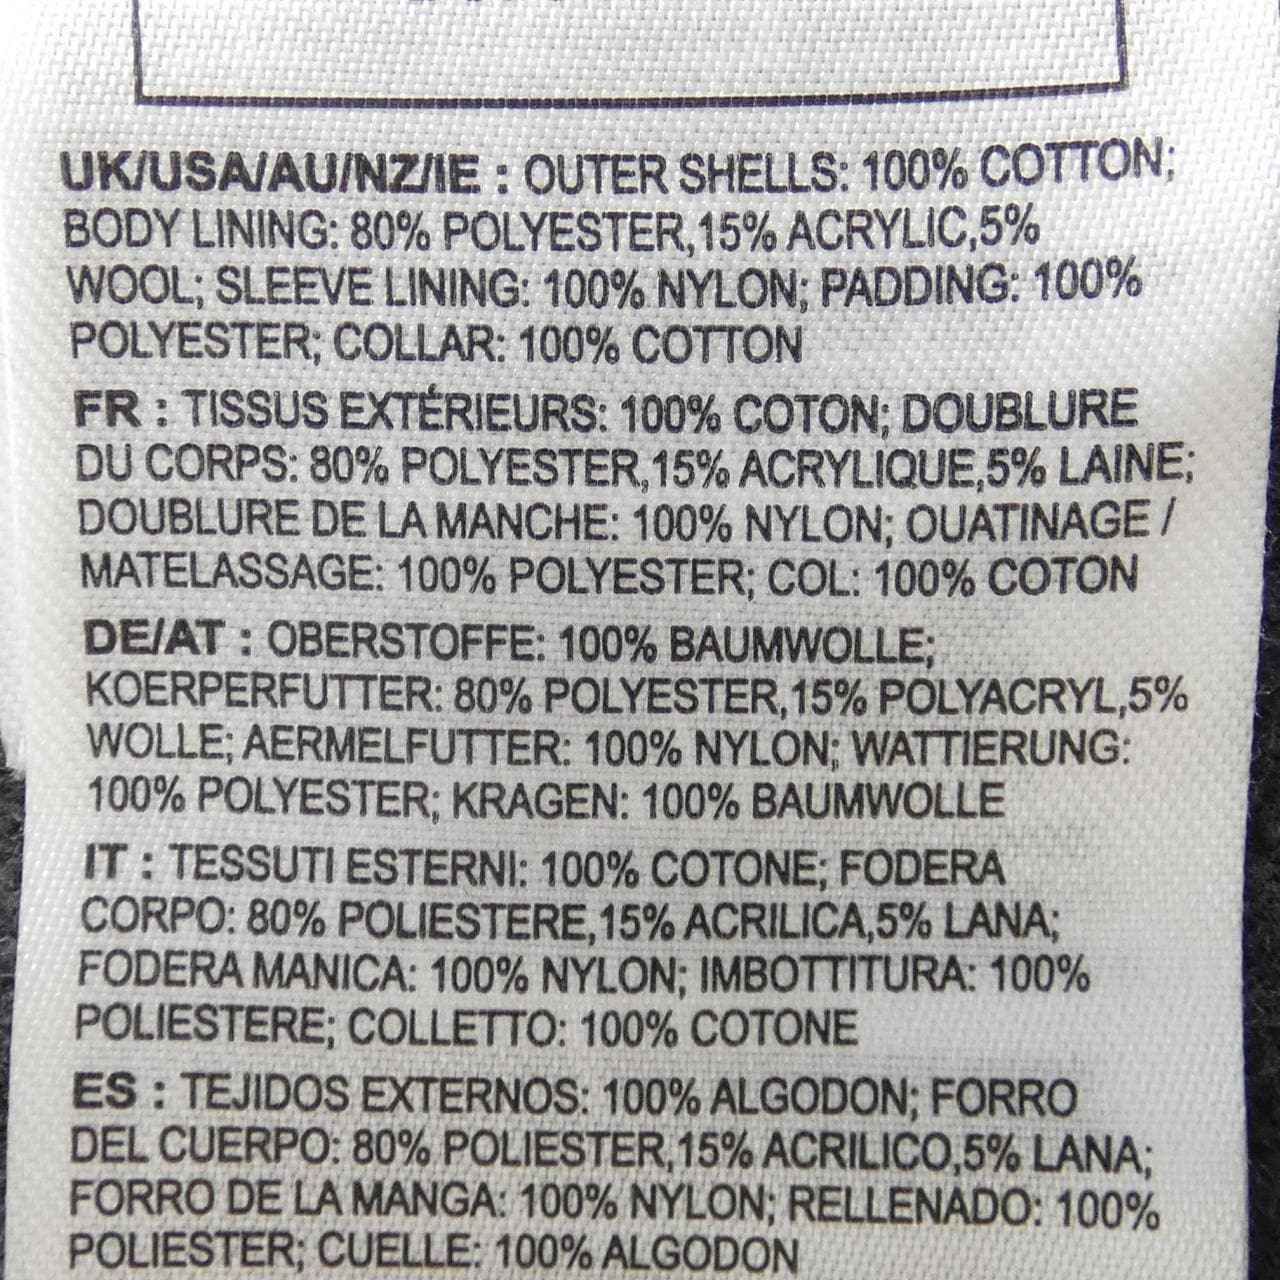 UK/USA/AU/NZ/IE : OUTER SHELLS: 100% COTTON;
BODY LINING: 80% POLYESTER,15% ACRYLIC,5%
WOOL; SLEEVE LINING: 100% NYLON; PADDING: 100%
POLYESTER; COLLAR: 100% COTTON
FR : TISSUS EXTÉRIEURS: 100% COTON; DOUBLURE
DU CORPS: 80% POLYESTER,15% ACRYLIQUE,5% LAINE;
DOUBLURE DE LA MANCHE: 100% NYLON; OUATINAGE /
MATELASSAGE: 100% POLYESTER; COL: 100% COTON
DE/AT : OBERSTOFFE: 100% BAUMWOLLE;
KOERPERFUTTER: 80% POLYESTER,15% POLYACRYL,5%
WOLLE; AERMELFUTTER: 100% NYLON; WATTIERUNG:
100% POLYESTER; KRAGEN: 100% BAUMWOLLE
IT : TESSUTI ESTERNI: 100% COTONE; FODERA
CORPO: 80% POLIESTERE,15% ACRILICA,5% LANA;
FODERA MANICA: 100% NYLON; IMBOTTITURA: 100%
POLIESTERE; COLLETTO: 100% COTONE
ES : TEJIDOS EXTERNOS: 100% ALGODON; FORRO
DEL CUERPO: 80% POLIESTER,15% ACRILICO,5% LANA;
FORRO DE LA MANGA: 100% NYLON; RELLENADO: 100%
POLIESTER; CUELLE: 100% ALGODON